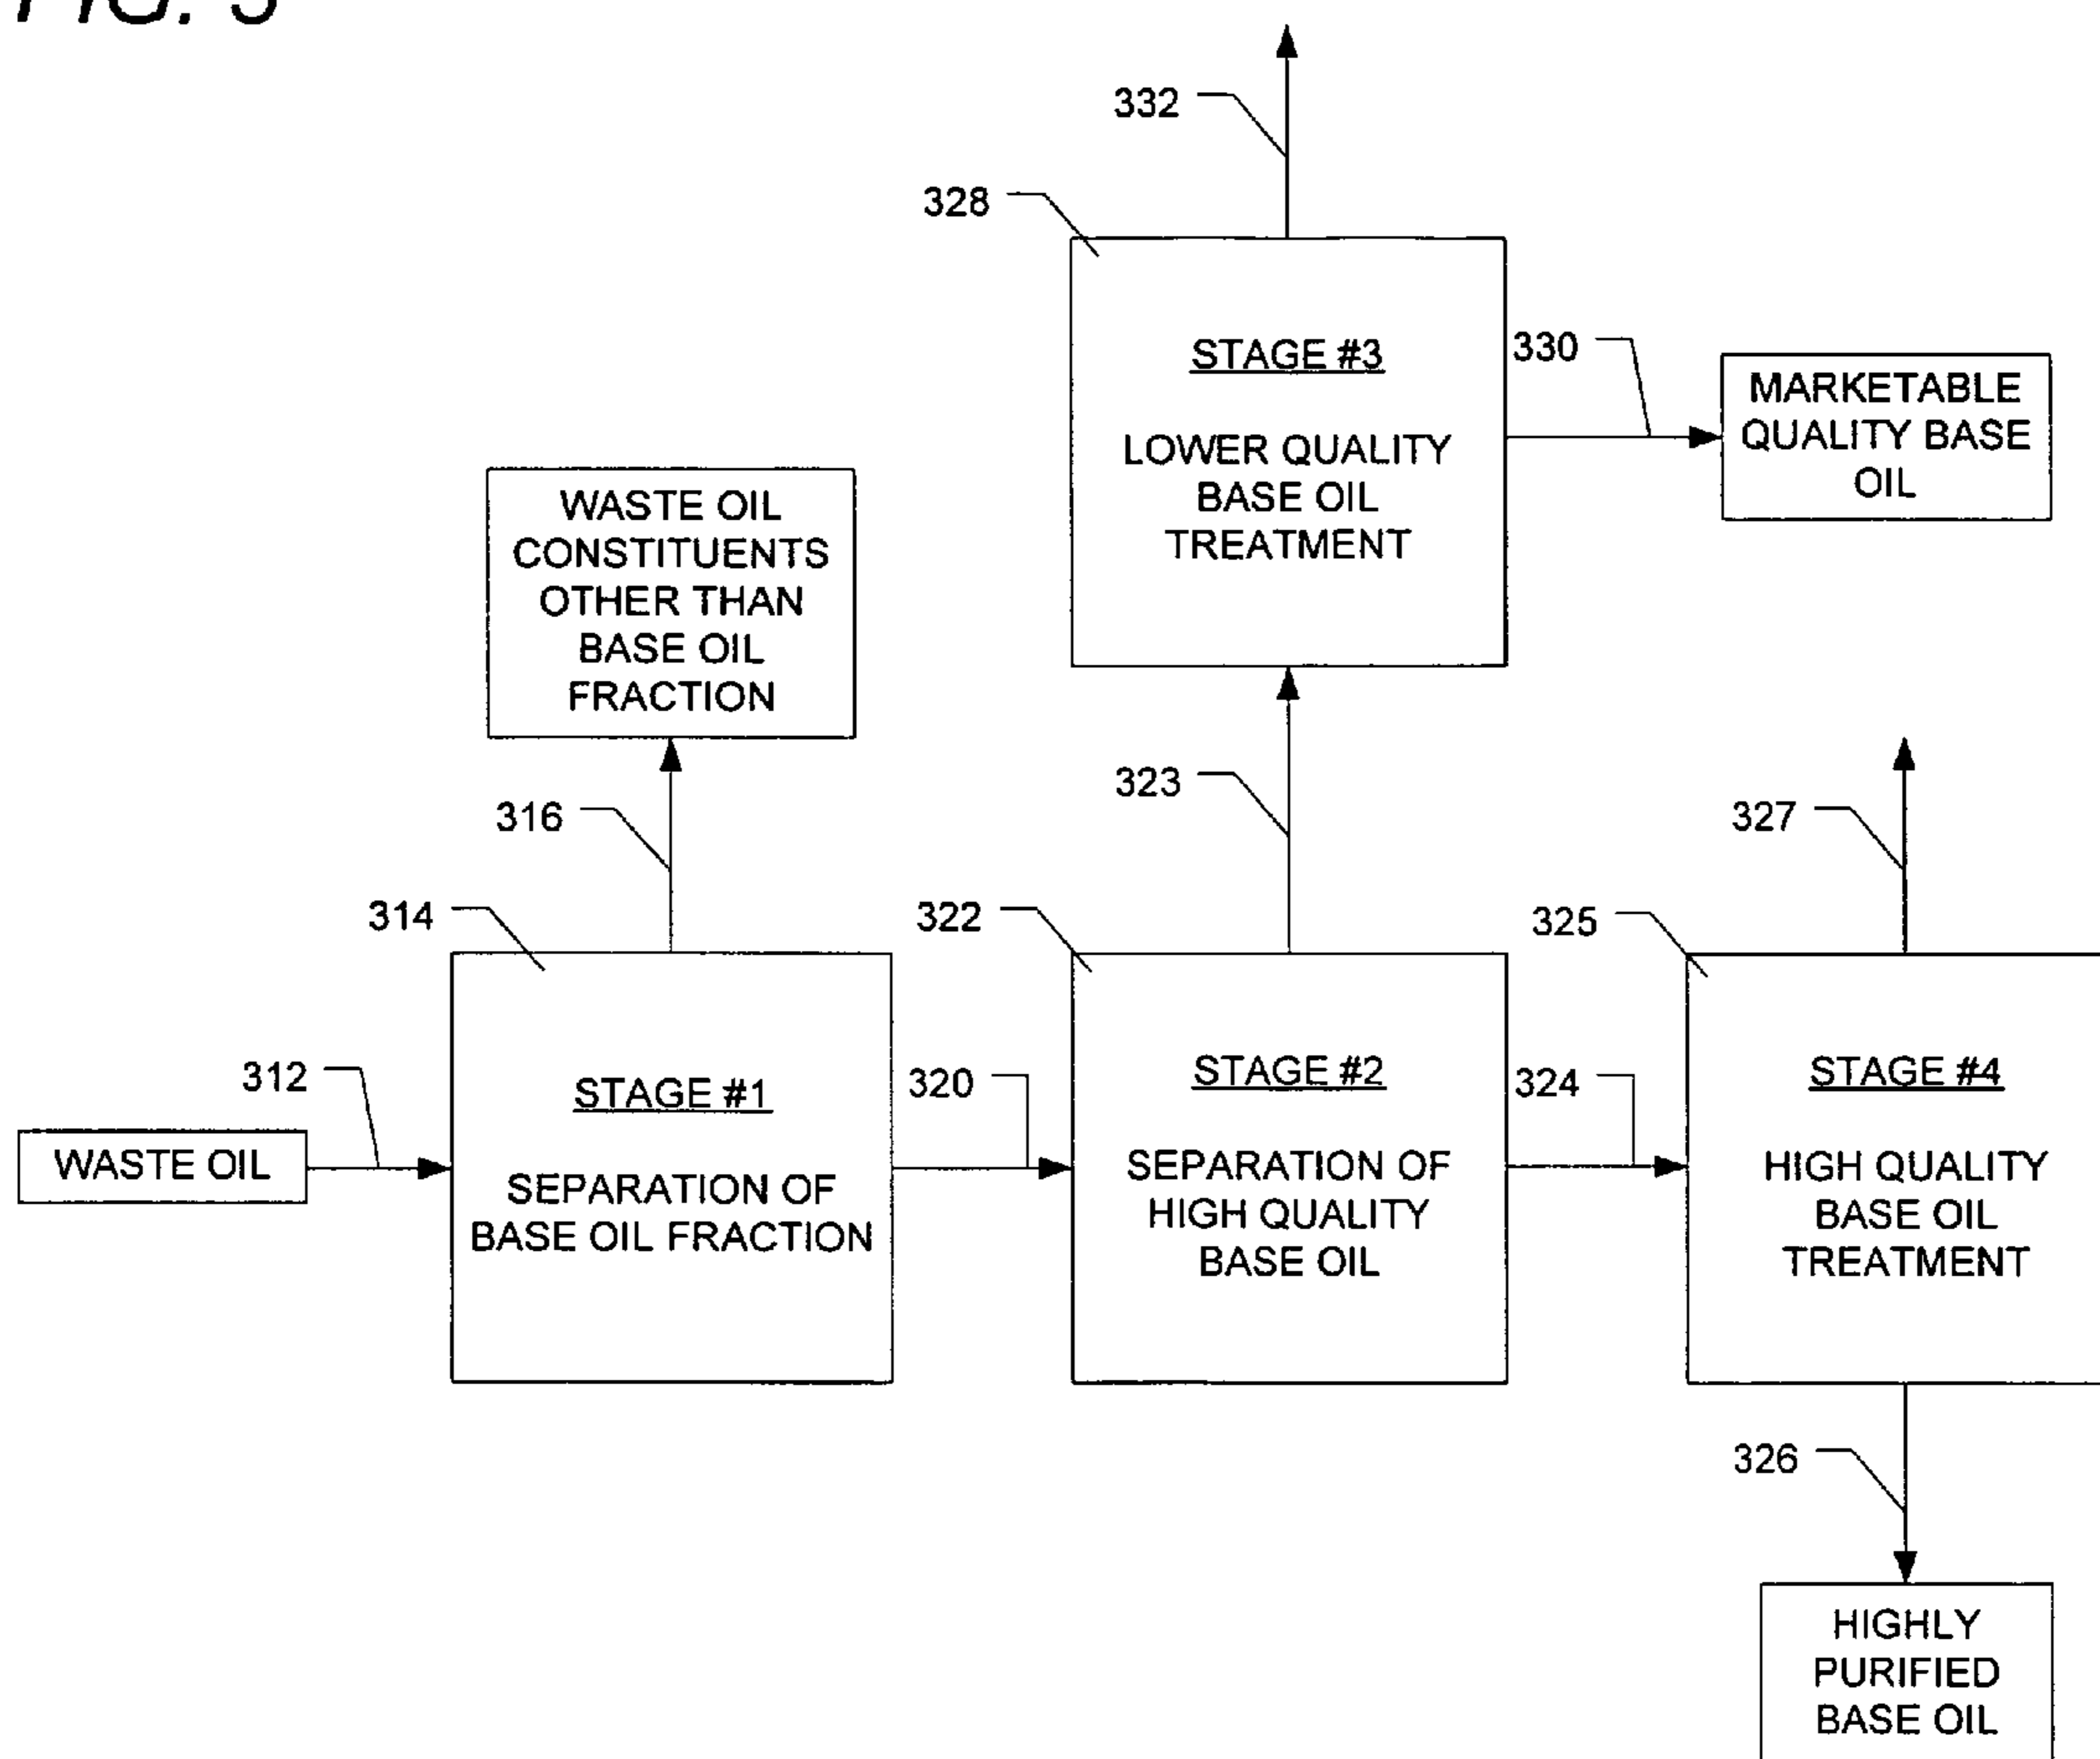 332
328
STAGE #3
LOWER QUALITY
BASE OIL
TREATMENT
330
MARKETABLE
QUALITY BASE
OIL
WASTE OIL
CONSTITUENTS
OTHER THAN
BASE OIL
FRACTION
316
323
327
314
322
325
312
WASTE OIL
STAGE #1
SEPARATION OF
BASE OIL FRACTION
320
STAGE #2
SEPARATION OF
HIGH QUALITY
BASE OIL
324
STAGE #4
HIGH QUALITY
BASE OIL
TREATMENT
326
HIGHLY
PURIFIED
BASE OIL